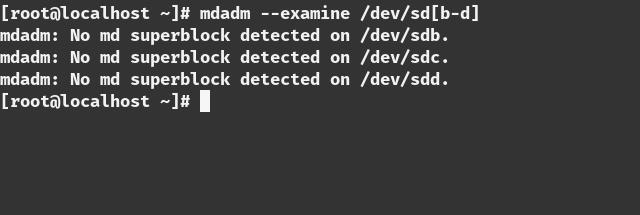 [root@localhost ~]# mdadm --examine /dev/sd[b-d]
mdadm: No md superblock detected on /dev/sdb.
mdadm: No md superblock detected on /dev/sdc.
mdadm: No md superblock detected on /dev/sdd.
[root@localhost ~]#